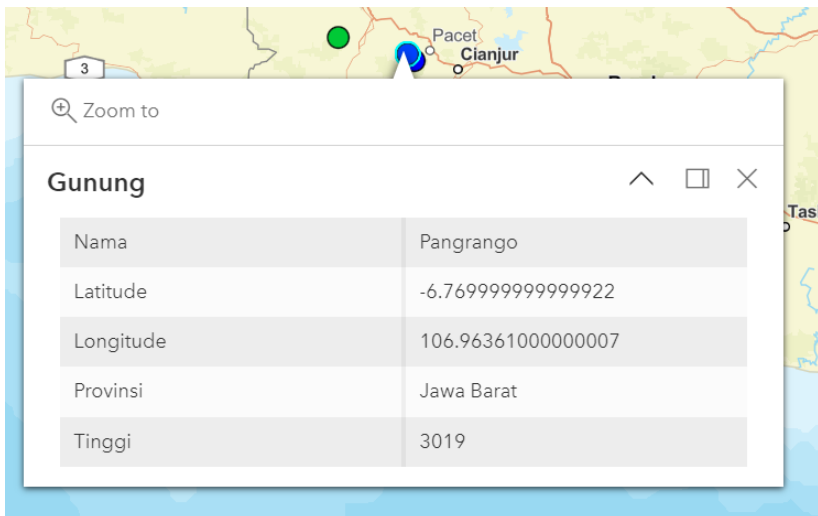 Pacet
Cianjur
3
Zoom to
Gunung
Nama Pangrango
Latitude -6.769999999999922
Longitude 106.96361000000007
Provinsi Jawa Barat
Tinggi 3019
Tas